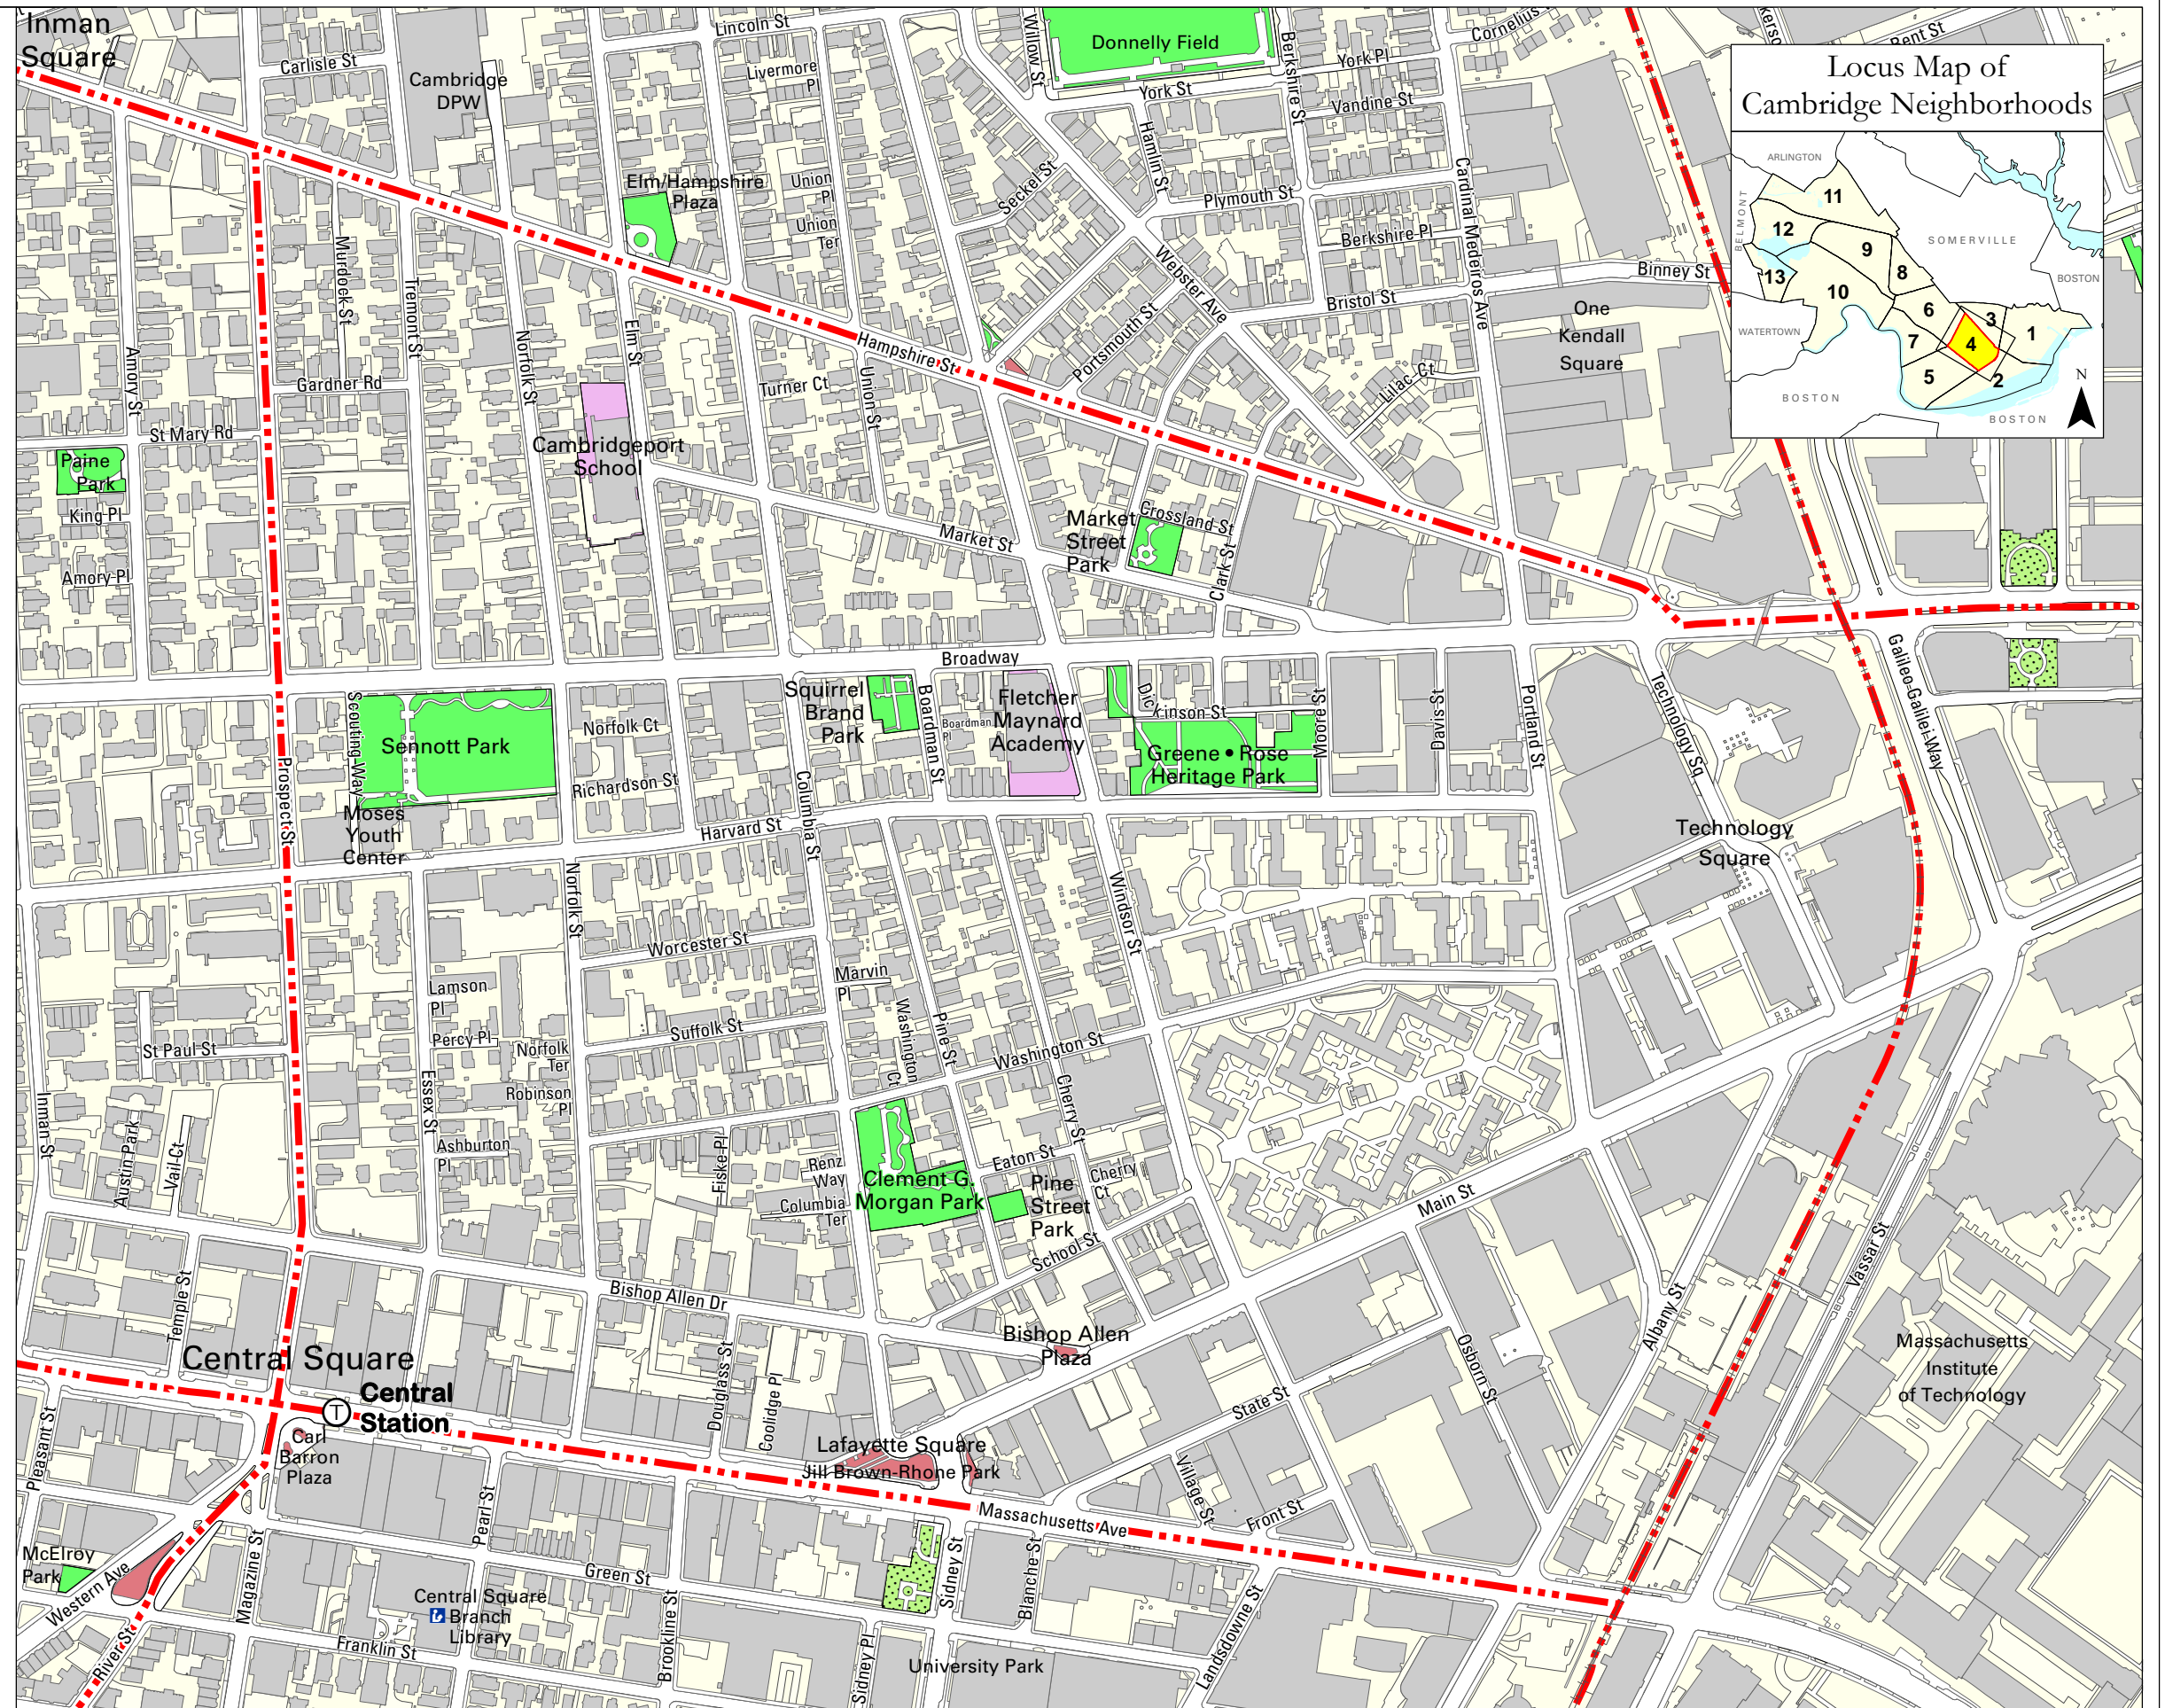 Inman
Square
Carlisle St
Cambridge
DPW
Lincoln St
Livermore
Pl
Willow St
Donnelly Field
Berkshire St
York Pl
York St
Vandine St
Bent St
Locus Map of
Cambridge Neighborhoods
ARLINGTON
BELMONT
SOMERVILLE
BOSTON
WATERTOWN
BOSTON
BOSTON
11
12
9
8
13
10
6
3
1
7
4
5
2
N
Elm/Hampshire
Plaza
Union
Pl
Union
Ter
Seckel St
Hamlin St
Plymouth St
Berkshire Pl
Cardinal Medeiros Ave
Binney St
Bristol St
Webster Ave
Portsmouth St
One
Kendall
Square
Murdock St
Tremont St
Norfolk St
Elm St
Amory St
Gardner Rd
St Mary Rd
Hampshire St
Turner Ct
Union St
Lilac Ct
Cambridgeport
School
Paine
Park
King Pl
Amory Pl
Market St
Market
Street
Park
Crossland St
Clark St
Broadway
Squirrel
Brand
Park
Boardman St
Boardman
Pl
Fletcher
Maynard
Academy
Dickinson St
Greene • Rose
Heritage Park
Moore St
Davis St
Portland St
Technology Sq
Galileo Galilei Way
Scouting Way
Sennott Park
Norfolk Ct
Richardson St
Moses
Youth
Center
Prospect St
Harvard St
Columbia St
Technology
Square
Norfolk St
Worcester St
Windsor St
Marvin
Pl
Lamson
Pl
Percy Pl
Suffolk St
Washington
Ct
Pine St
Washington St
St Paul St
Norfolk
Ter
Robinson
Pl
Essex St
Cherry St
Inman St
Austin Park
Vail Ct
Ashburton
Pl
Fiske Pl
Renz
Way
Columbia
Ter
Clement G.
Morgan Park
Eaton St
Cherry
Ct
Pine
Street
Park
School St
Main St
Temple St
Bishop Allen Dr
Bishop Allen
Plaza
Albany St
Vassar St
Massachusetts
Institute
of Technology
Central Square
Central
Station
T
Douglass St
Coolidge Pl
Osborn St
State St
Pleasant St
Carl
Barron
Plaza
Lafayette Square
Jill Brown-Rhone Park
Village St
Front St
Massachusetts Ave
Pearl St
McElroy
Park
Western Ave
Magazine St
Green St
Sidney St
Blanche St
Central Square
Branch
Library
Brookline St
Landsdowne St
River St
Franklin St
Sidney Pl
University Park